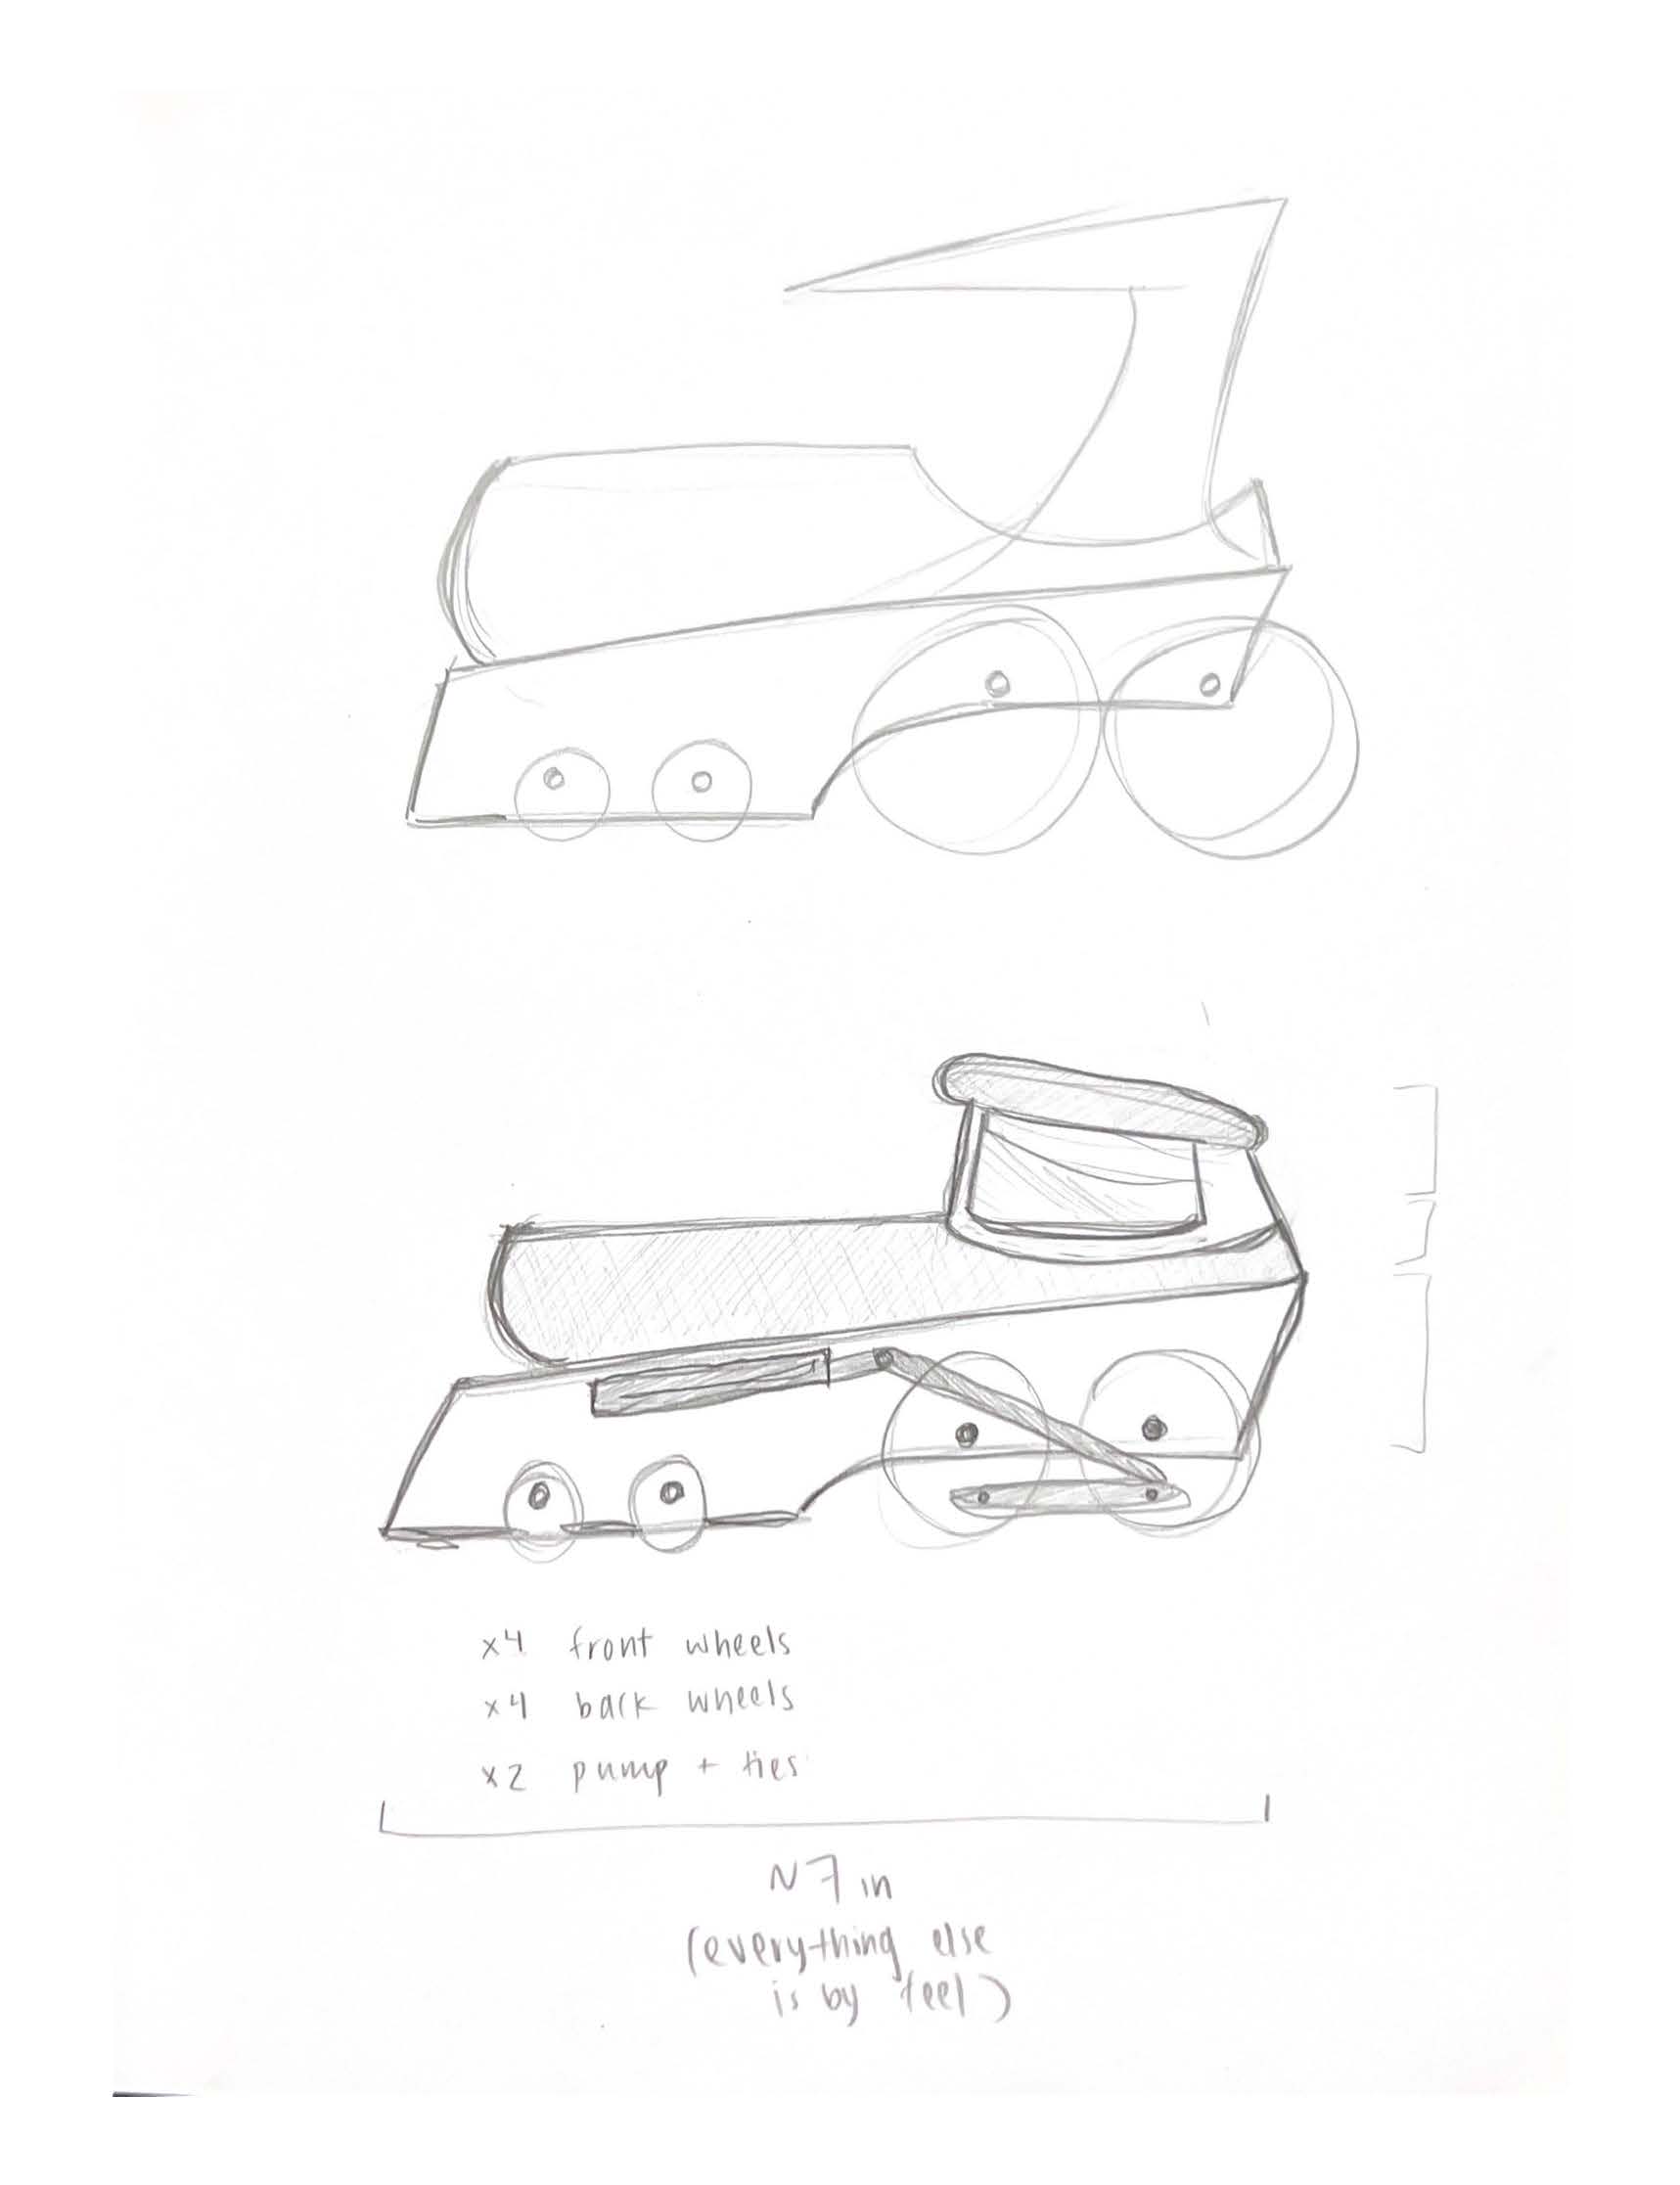 x4 front wheels
x4 back wheels
x2 pump + ties
~7 in
(everything else
is by feel)